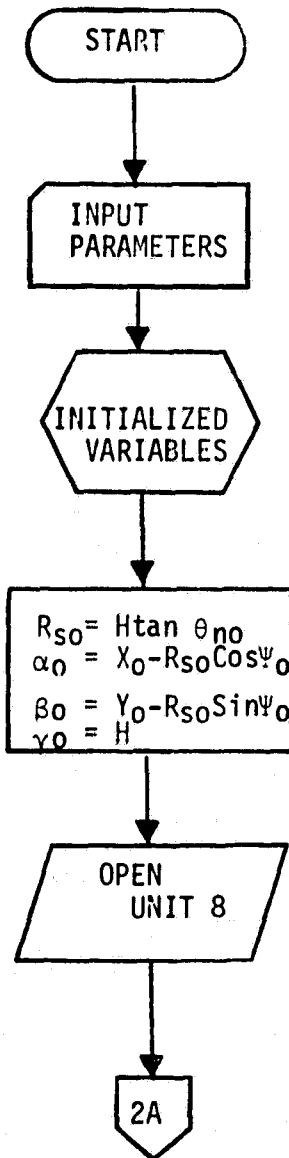 START
INPUT
PARAMETERS
INITIALIZED
VARIABLES
Rso= Htan θno
αo = Xo-RsoCosΨo
βo = Yo-RsoSinΨo
γo = H
OPEN
UNIT 8
2A